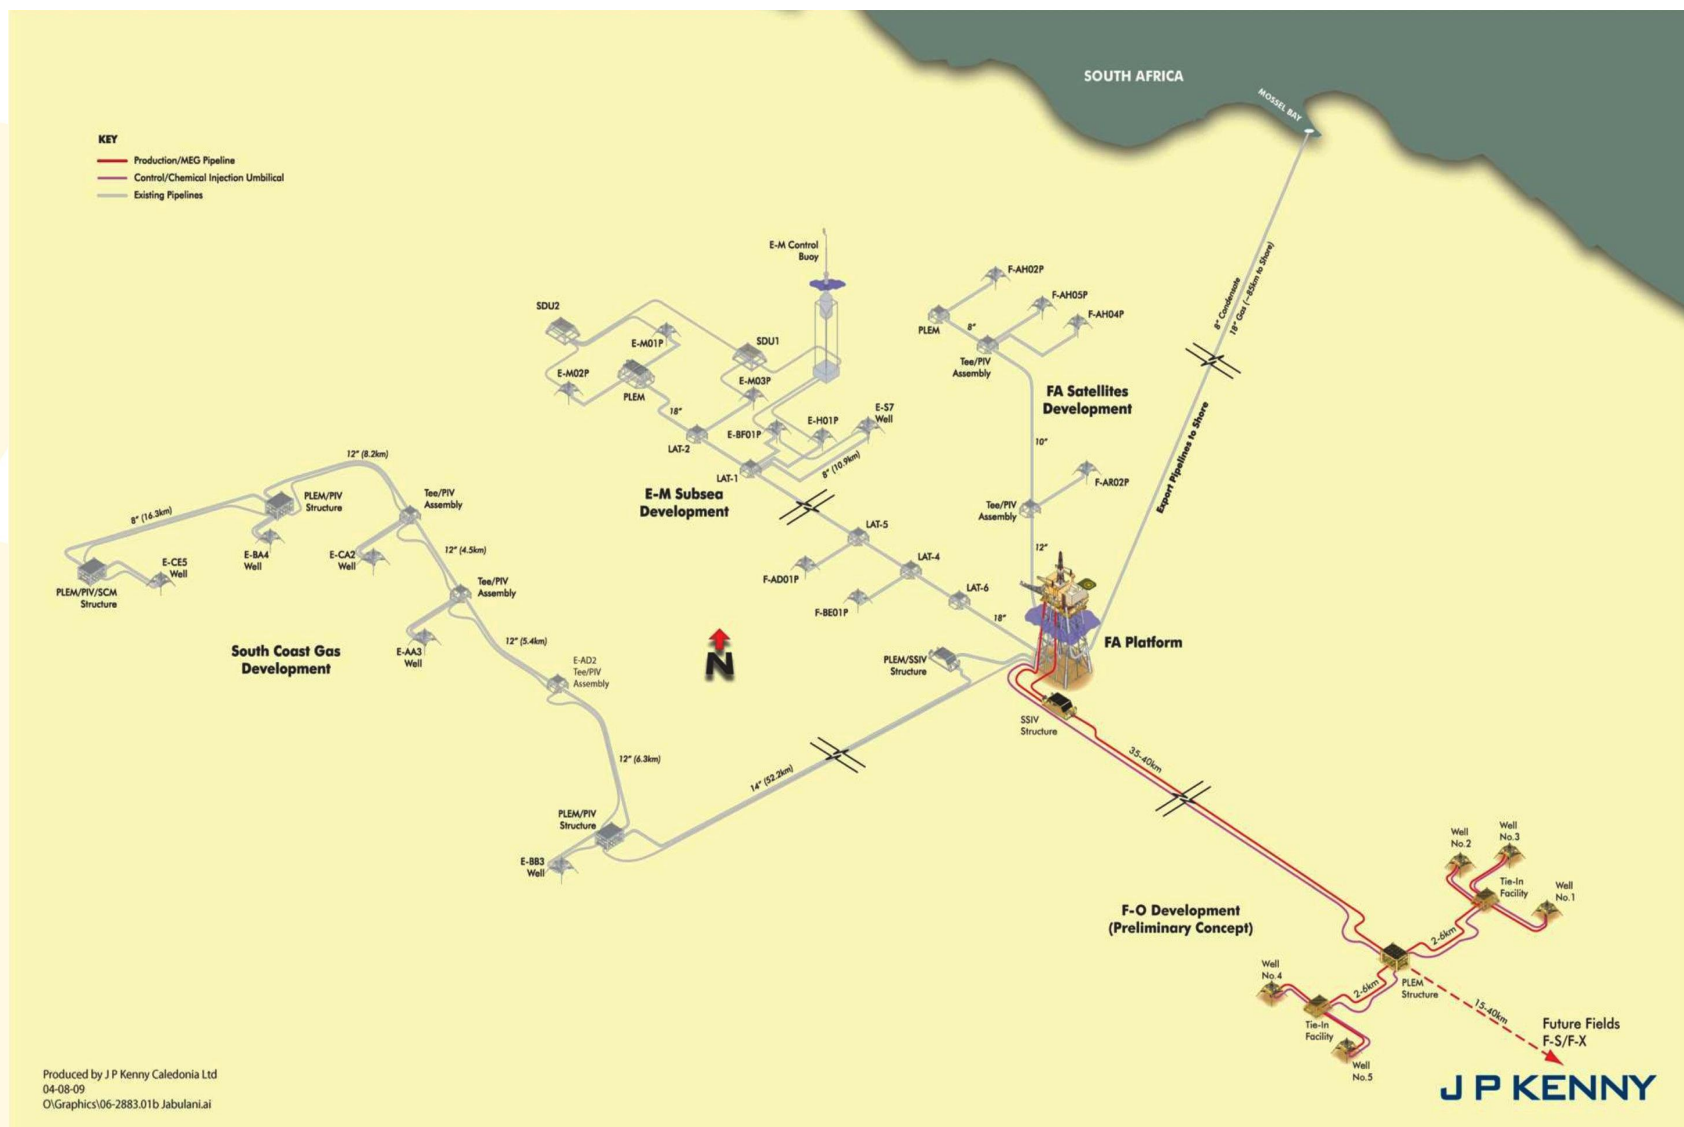 SOUTH AFRICA
MOSSEL BAY
KEY
Production/MEG Pipeline
Control/Chemical Injection Umbilical
Existing Pipelines
8" Condensate
18" Gas (~85km to Shore)
Export Pipelines to Shore
E-M Control
Buoy
SDU2
E-M01P
SDU1
E-M02P
PLEM
E-M03P
18"
LAT-2
E-BF01P
E-H01P
E-S7
Well
LAT-1
8" (10.9km)
E-M Subsea
Development
F-AH02P
F-AH05P
F-AH04P
PLEM
8"
Tee/PIV
Assembly
FA Satellites
Development
10"
F-AR02P
Tee/PIV
Assembly
12"
LAT-5
F-AD01P
LAT-4
F-BE01P
LAT-6
18"
FA Platform
PLEM/SSIV
Structure
SSIV
Structure
12" (8.2km)
PLEM/PIV
Structure
Tee/PIV
Assembly
8" (16.3km)
E-BA4
Well
E-CA2
Well
12" (4.5km)
E-CE5
Well
PLEM/PIV/SCM
Structure
Tee/PIV
Assembly
South Coast Gas
Development
E-AA3
Well
12" (5.4km)
E-AD2
Tee/PIV
Assembly
12" (6.3km)
PLEM/PIV
Structure
E-BB3
Well
14" (52.2km)
N
35-40km
F-O Development
(Preliminary Concept)
Well
No.2
Well
No.3
Tie-In
Facility
Well
No.1
2-6km
PLEM
Structure
Well
No.4
2-6km
Tie-In
Facility
Well
No.5
15-40km
Future Fields
F-S/F-X
J P KENNY
Produced by J P Kenny Caledonia Ltd
04-08-09
O\Graphics\06-2883.01b Jabulani.ai